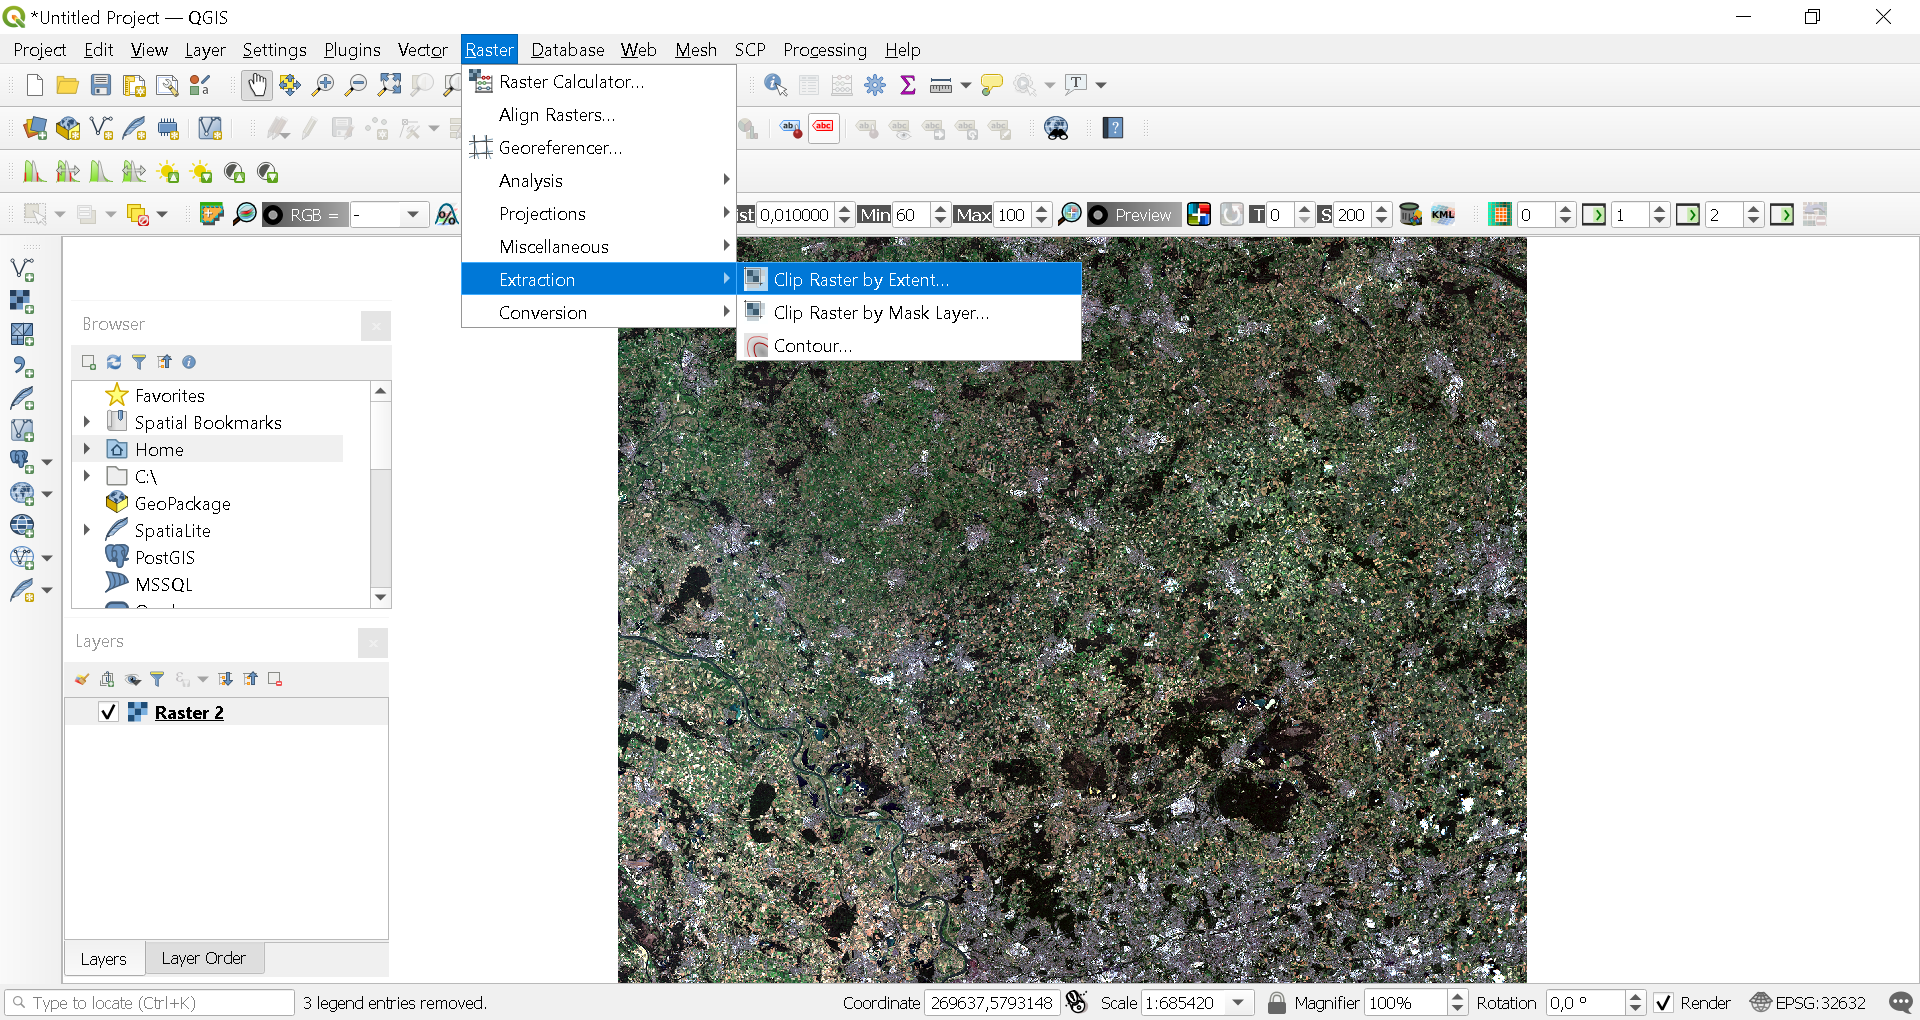 *Untitled Project — QGIS
Project Edit View Layer Settings Plugins Vector Raster Database Web Mesh SCP Processing Help
Raster Calculator...
Align Rasters...
Georeferencer...
Analysis
Projections
Miscellaneous
Extraction
Conversion
Clip Raster by Extent...
Clip Raster by Mask Layer...
Contour...
RGB = -
ist 0,010000 Min 60 Max 100 Preview T 0 S 200 KML 0 1 2
Browser
Favorites
Spatial Bookmarks
Home
C:\
GeoPackage
SpatiaLite
PostGIS
MSSQL
Layers
Raster 2
Layers Layer Order
Type to locate (Ctrl+K) 3 legend entries removed. Coordinate 269637,5793148 Scale 1:685420 Magnifier 100% Rotation 0,0 ° Render EPSG:32632